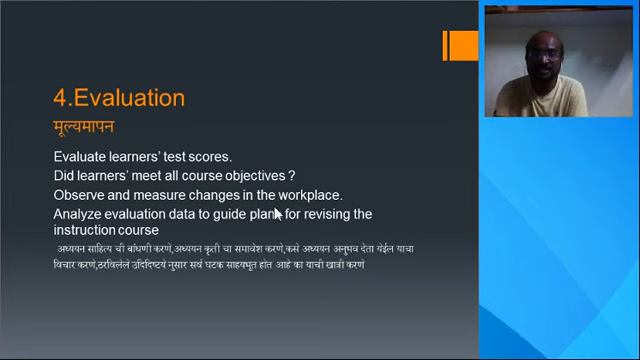 4.Evaluation
मूल्यमापन
Evaluate learners' test scores.
Did learners' meet all course objectives ?
Observe and measure changes in the workplace.
Analyze evaluation data to guide plans for revising the
instruction course
अध्ययन साहित्य ची बांधणी करणे,अध्ययन कृती चा समावेश करणे,कसे अध्ययन अनुभव देता येईल याचा
विचार करणे,ठरविलेले उदिदिष्टये नुसार सर्व घटक साहयभूत होत आहे का याची खात्री करणे